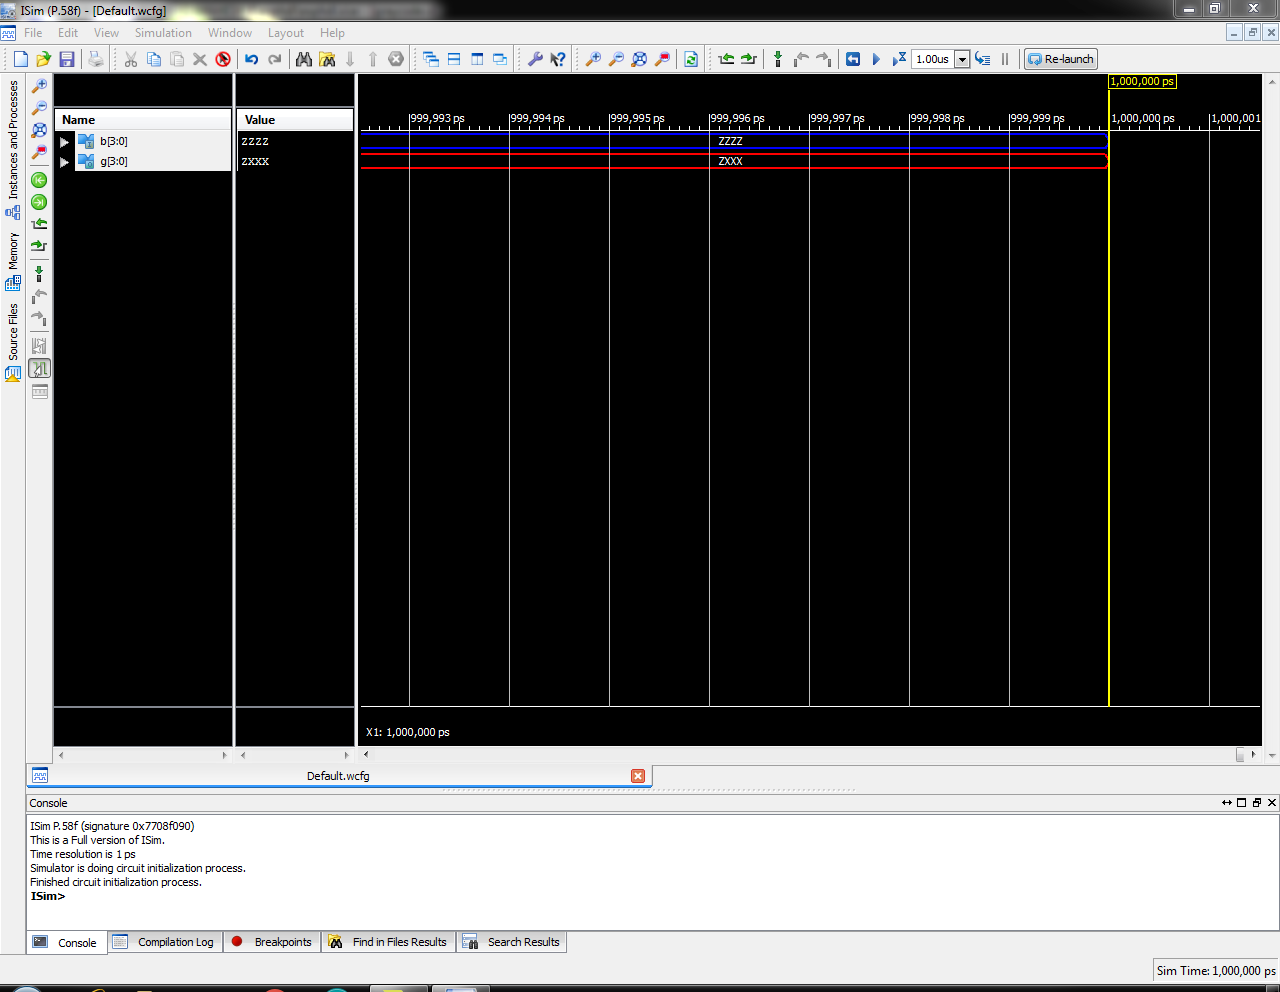 ISim (P.58f) - [Default.wcfg]
File Edit View Simulation Window Layout Help
1.00us Re-launch
Instances and Processes
Memory
Source Files
Name Value
b[3:0] ZZZZ
g[3:0] ZXXX
1,000,000 ps
999,993 ps 999,994 ps 999,995 ps 999,996 ps 999,997 ps 999,998 ps 999,999 ps 1,000,000 ps 1,000,001
ZZZZ
ZXXX
X1: 1,000,000 ps
Default.wcfg
Console
ISim P.58f (signature 0x7708f090)
This is a Full version of ISim.
Time resolution is 1 ps
Simulator is doing circuit initialization process.
Finished circuit initialization process.
ISim>
Console Compilation Log Breakpoints Find in Files Results Search Results
Sim Time: 1,000,000 ps